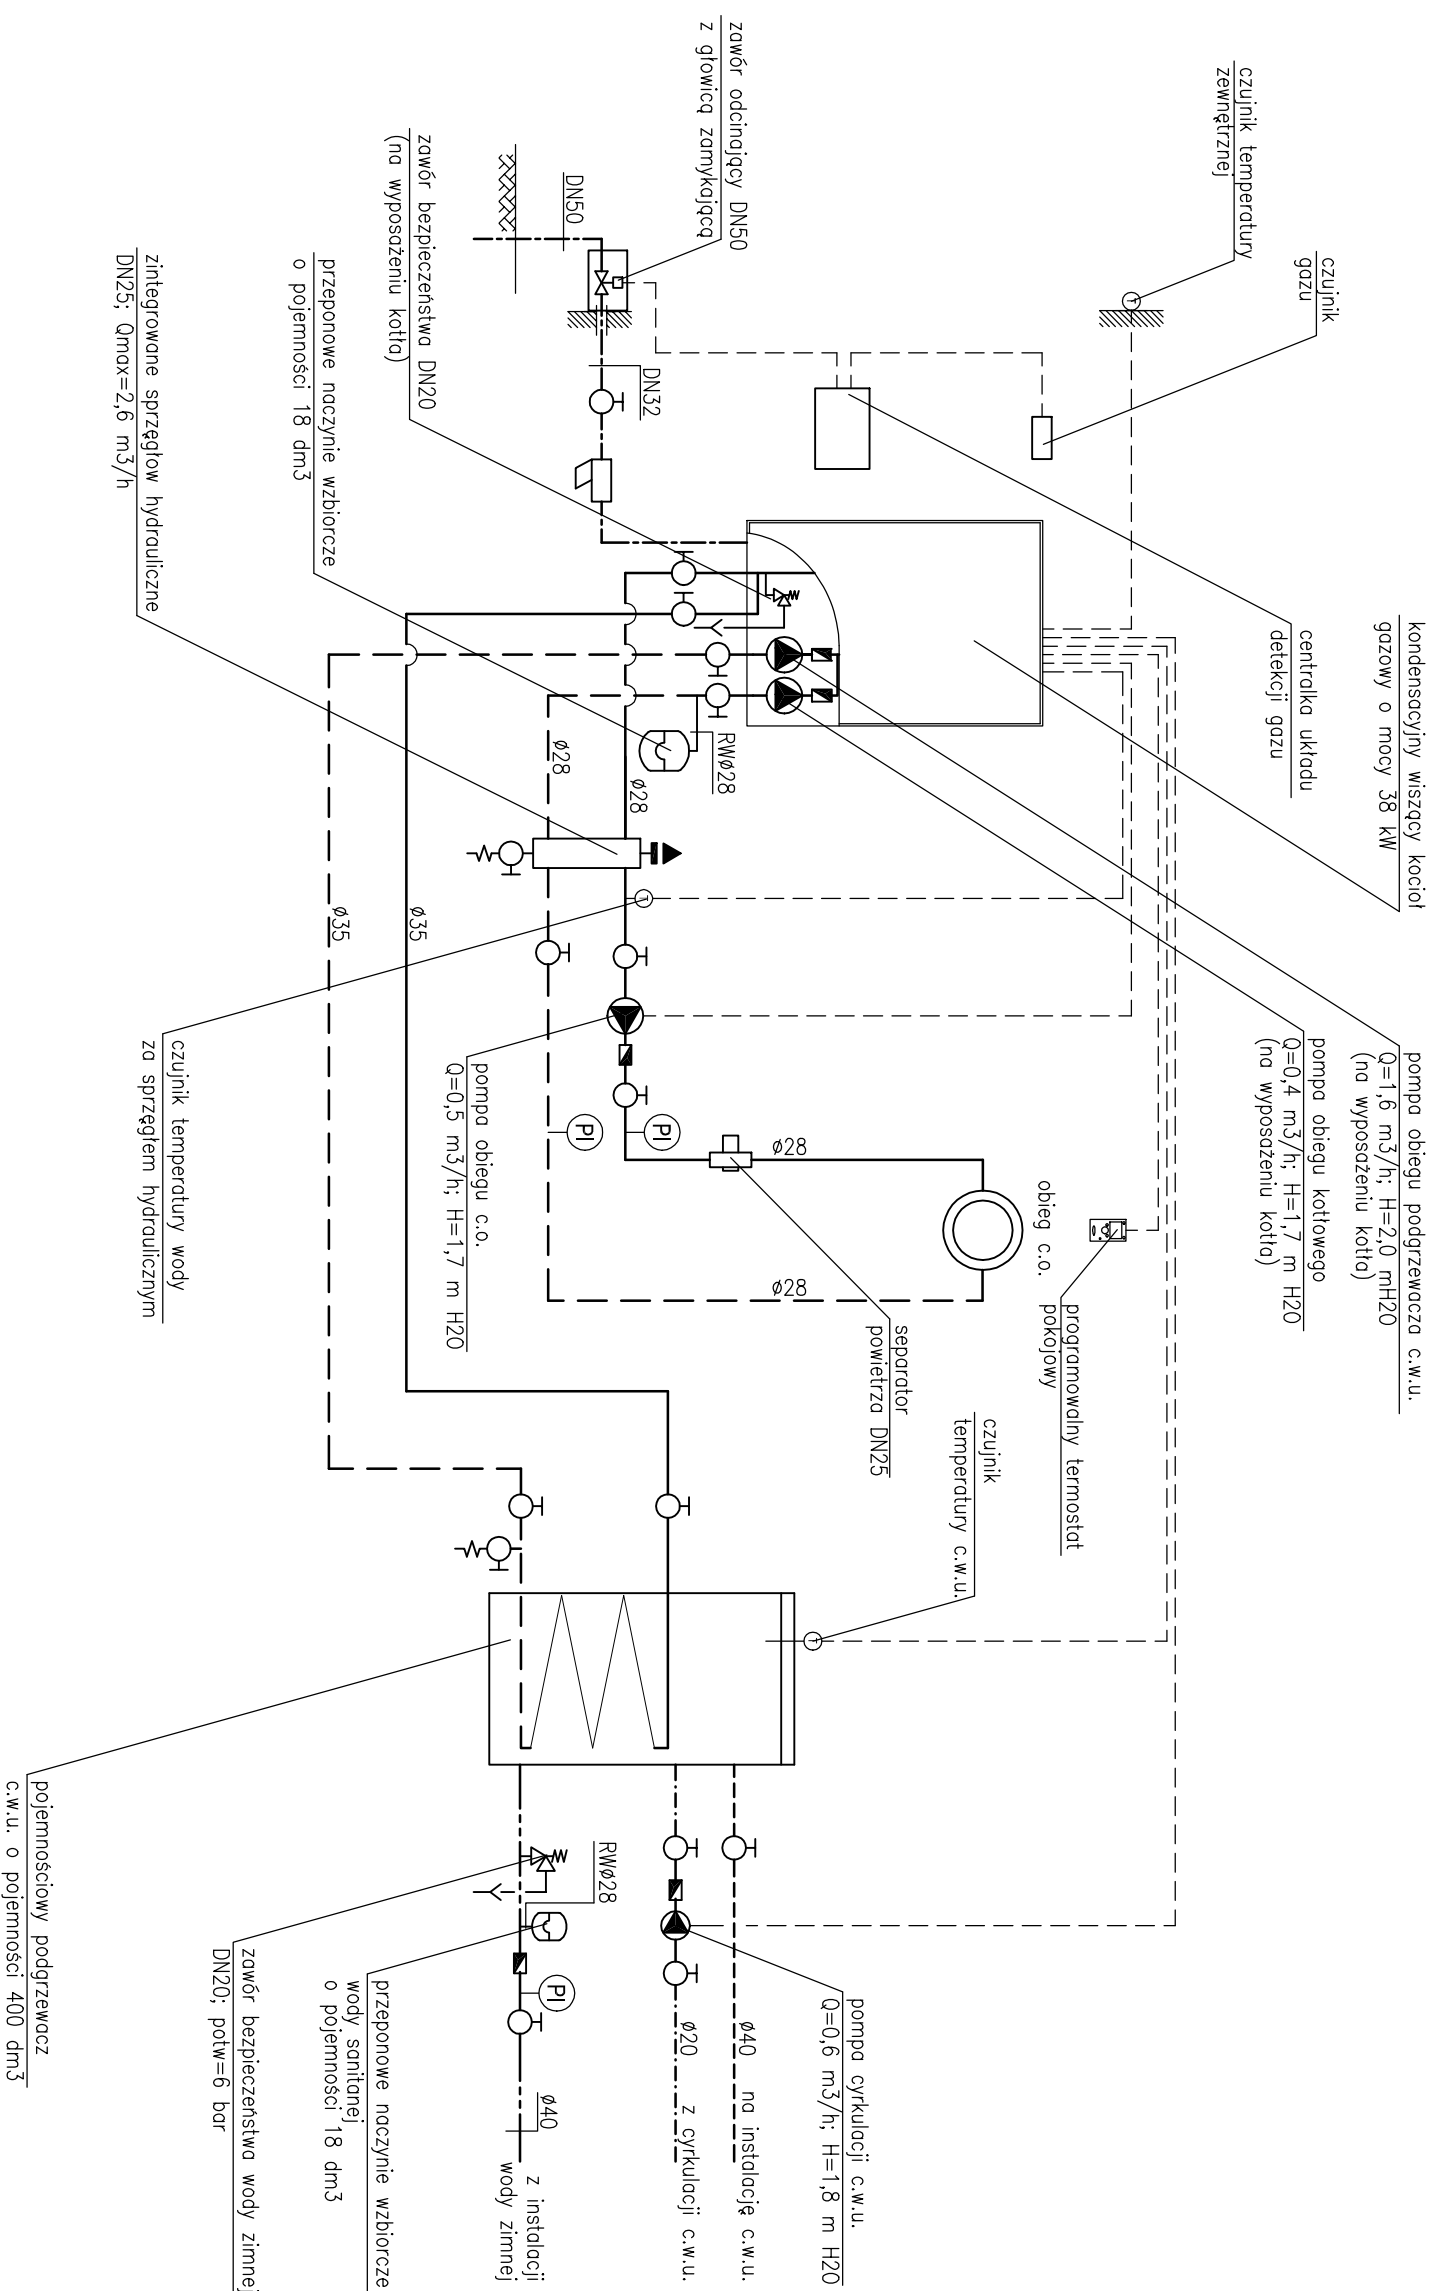 kondensacyjny wiszący kocioł
gazowy o mocy 38 kW
pompa obiegu podgrzewacza c.w.u.
Q=1,6 m3/h; H=2,0 mH20
(na wyposażeniu kotła)
pompa obiegu kotłowego
Q=0,4 m3/h; H=1,7 m H20
(na wyposażeniu kotła)
czujnik
gazu
centralka układu
detekcji gazu
czujnik temperatury
zewnętrznej
T
programowalny termostat
pokojowy
obieg c.o.
czujnik
temperatury c.w.u.
T
separator
powietrza DN25
pompa cyrkulacji c.w.u.
Q=0,6 m3/h; H=1,8 m H20
zawór odcinający DN50
z głowicą zamykającą
DN50
DN32
RWø28
ø28
ø28
ø28
ø28
T
PI
PI
ø40 na instalację c.w.u.
ø20 z cyrkulacji c.w.u.
RWø28
PI
ø40
z instalacji
wody zimnej
zawór bezpieczeństwa DN20
(na wyposażeniu kotła)
pompa obiegu c.o.
Q=0,5 m3/h; H=1,7 m H20
ø35
ø35
przeponowe naczynie wzbiorcze
o pojemności 18 dm3
przeponowe naczynie wzbiorcze
wody sanitanej
o pojemności 18 dm3
zintegrowane sprzęgłow hydrauliczne
DN25; Qmax=2,6 m3/h
czujnik temperatury wody
za sprzęgłem hydraulicznym
zawór bezpieczeństwa wody zimnej
DN20; potw=6 bar
pojemnościowy podgrzewacz
c.w.u. o pojemności 400 dm3